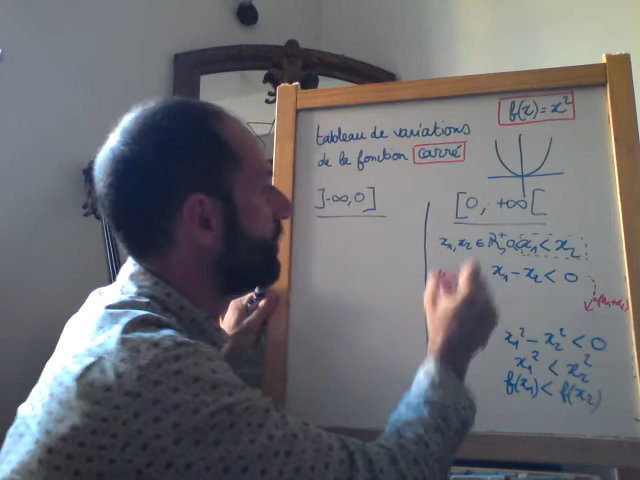 f(x) = x²
tableau de variations
de la fonction carré
]-∞, 0]
[0, +∞[
x₁, x₂ ∈ ℝ⁺, 0 ≤ x₁ < x₂
x₁ - x₂ < 0
x₁² - x₂² < 0
x₁² < x₂²
f(x₁) < f(x₂)